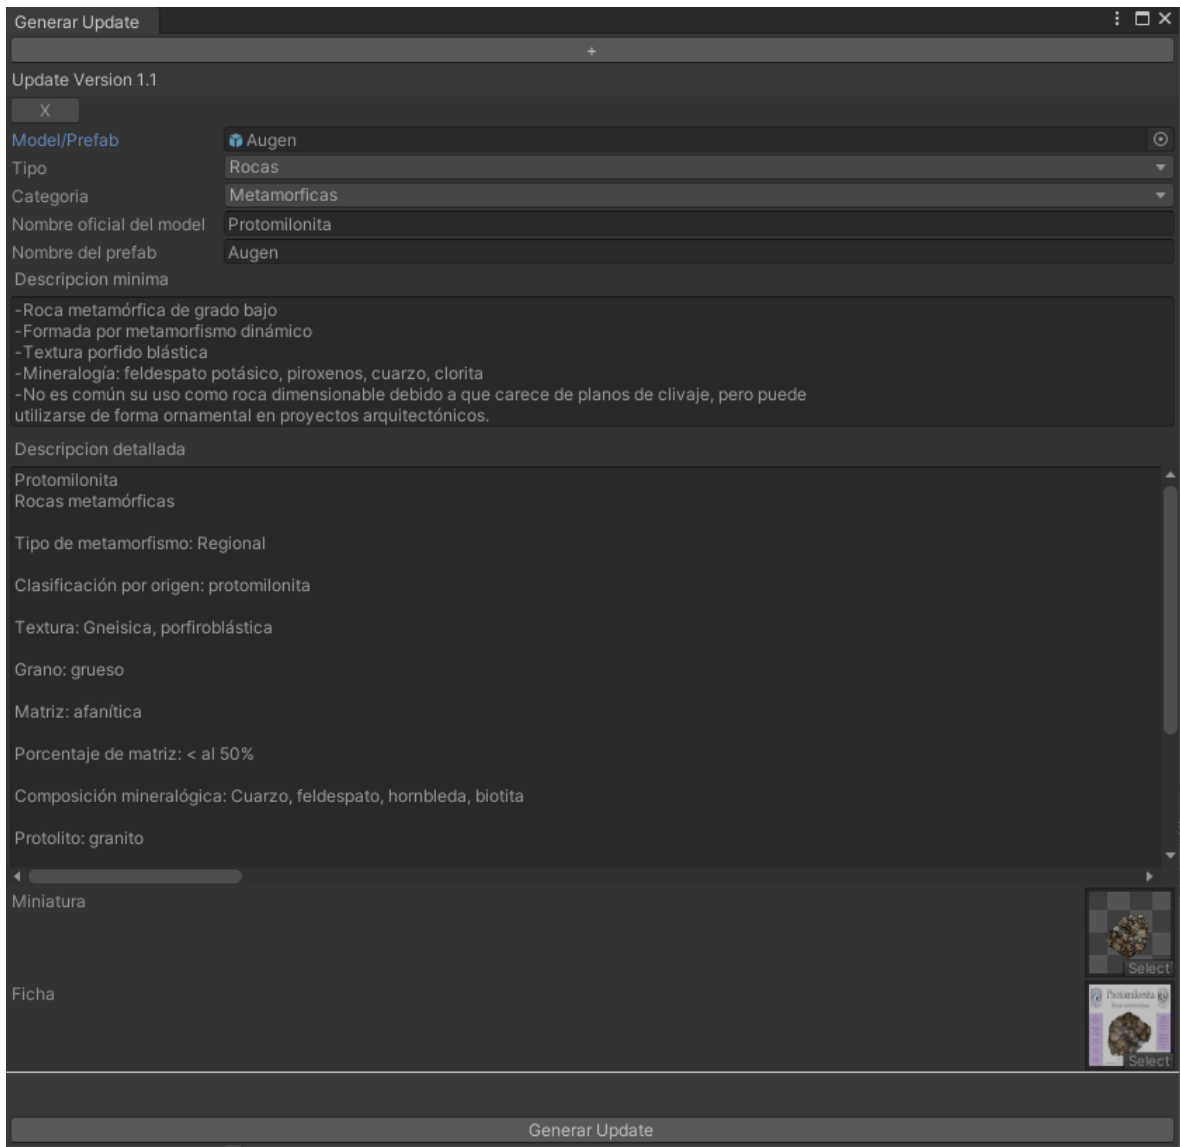 Generar Update
+
Update Version 1.1
X
Model/Prefab Augen
Tipo Rocas
Categoria Metamorficas
Nombre oficial del model Protomilonita
Nombre del prefab Augen
Descripcion minima
-Roca metamórfica de grado bajo
-Formada por metamorfismo dinámico
-Textura porfido blástica
-Mineralogía: feldespato potásico, piroxenos, cuarzo, clorita
-No es común su uso como roca dimensionable debido a que carece de planos de clivaje, pero puede
utilizarse de forma ornamental en proyectos arquitectónicos.
Descripcion detallada
Protomilonita
Rocas metamórficas
Tipo de metamorfismo: Regional
Clasificación por origen: protomilonita
Textura: Gneisica, porfiroblástica
Grano: grueso
Matriz: afanítica
Porcentaje de matriz: < al 50%
Composición mineralógica: Cuarzo, feldespato, hornbleda, biotita
Protolito: granito
Miniatura
Select
Ficha
Protomilonita
Select
Generar Update